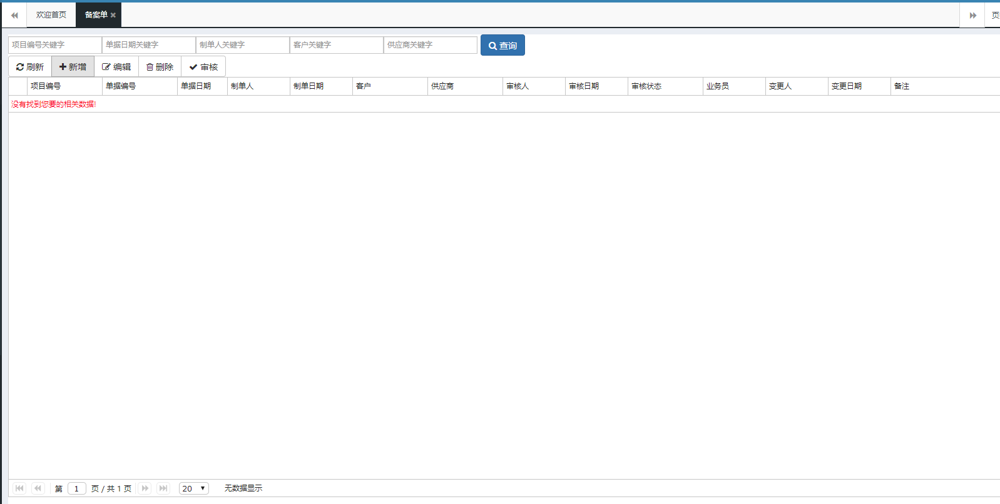 欢迎首页 备案单 页
项目编号关键字 单据日期关键字 制单人关键字 客户关键字 供应商关键字 查询
刷新 新增 编辑 删除 审核
项目编号 单据编号 单据日期 制单人 制单日期 客户 供应商 审核人 审核日期 审核状态 业务员 变更人 变更日期 备注
没有找到您要的相关数据!
第 1 页 / 共 1 页 20 无数据显示